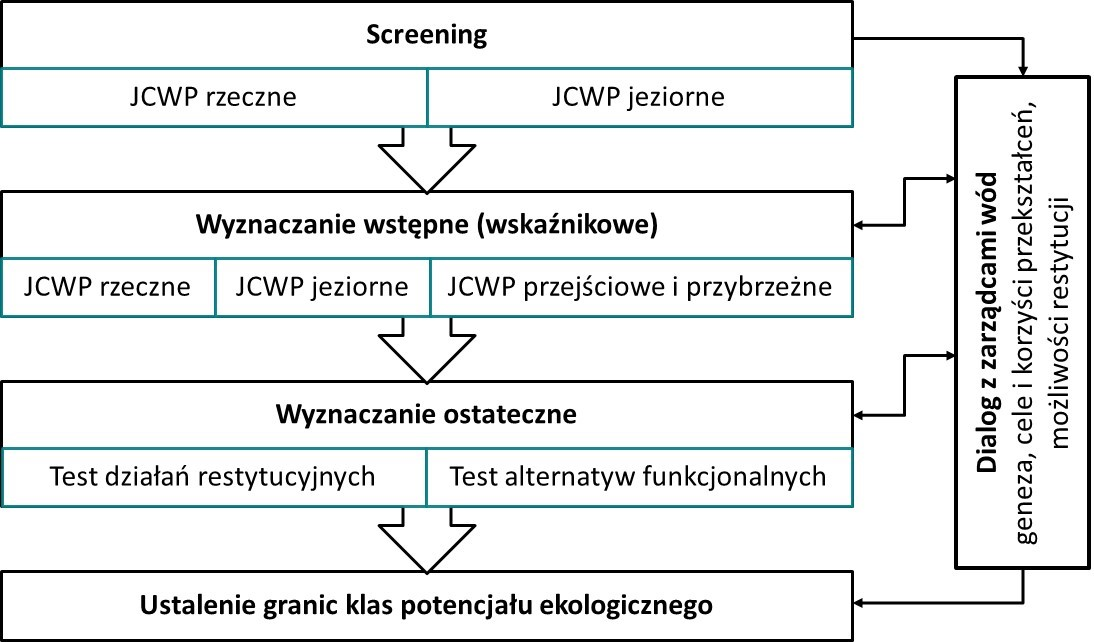 Screening
JCWP rzeczne
JCWP jeziorne
Wyznaczanie wstępne (wskaźnikowe)
JCWP rzeczne
JCWP jeziorne
JCWP przejściowe i przybrzeżne
Wyznaczanie ostateczne
Test działań restytucyjnych
Test alternatyw funkcjonalnych
Ustalenie granic klas potencjału ekologicznego
Dialog z zarządcami wód
geneza, cele i korzyści przekształceń,
możliwości restytucji